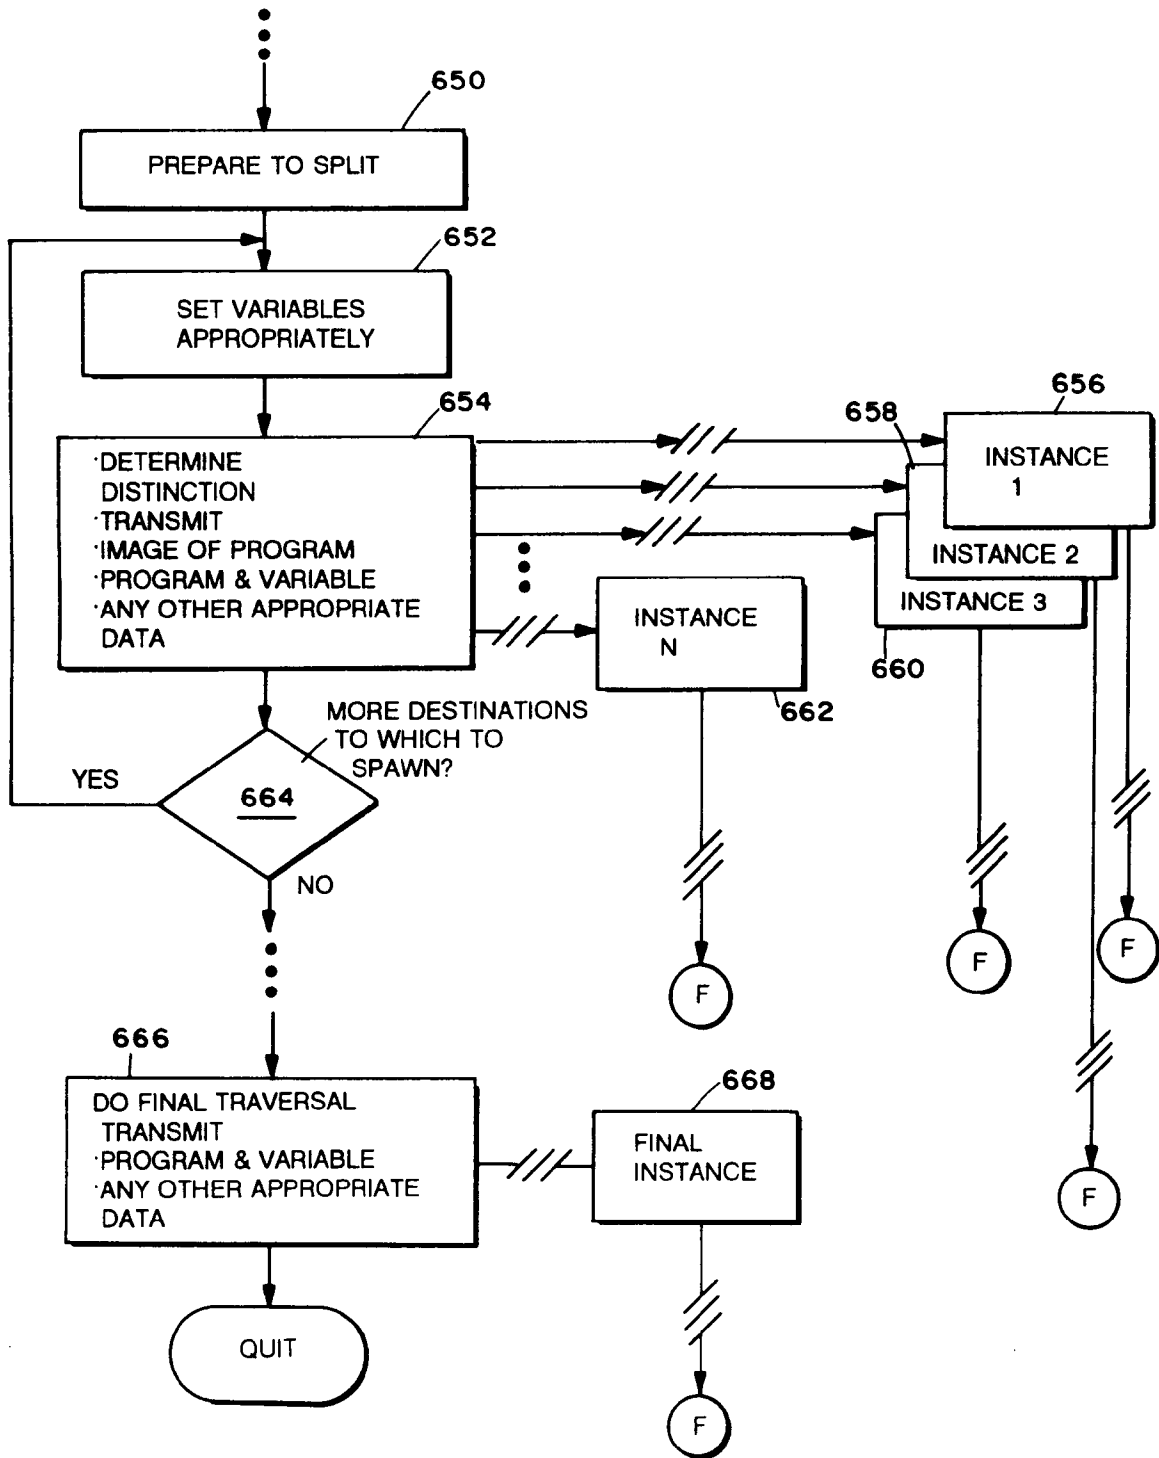 650
PREPARE TO SPLIT
652
SET VARIABLES
APPROPRIATELY
654
·DETERMINE
DISTINCTION
·TRANSMIT
·IMAGE OF PROGRAM
·PROGRAM & VARIABLE
·ANY OTHER APPROPRIATE
DATA
656
INSTANCE
1
658
INSTANCE 2
INSTANCE 3
660
INSTANCE
N
662
MORE DESTINATIONS
TO WHICH TO
SPAWN?
YES
664
NO
F
F
F
F
666
DO FINAL TRAVERSAL
TRANSMIT
·PROGRAM & VARIABLE
·ANY OTHER APPROPRIATE
DATA
668
FINAL
INSTANCE
QUIT
F